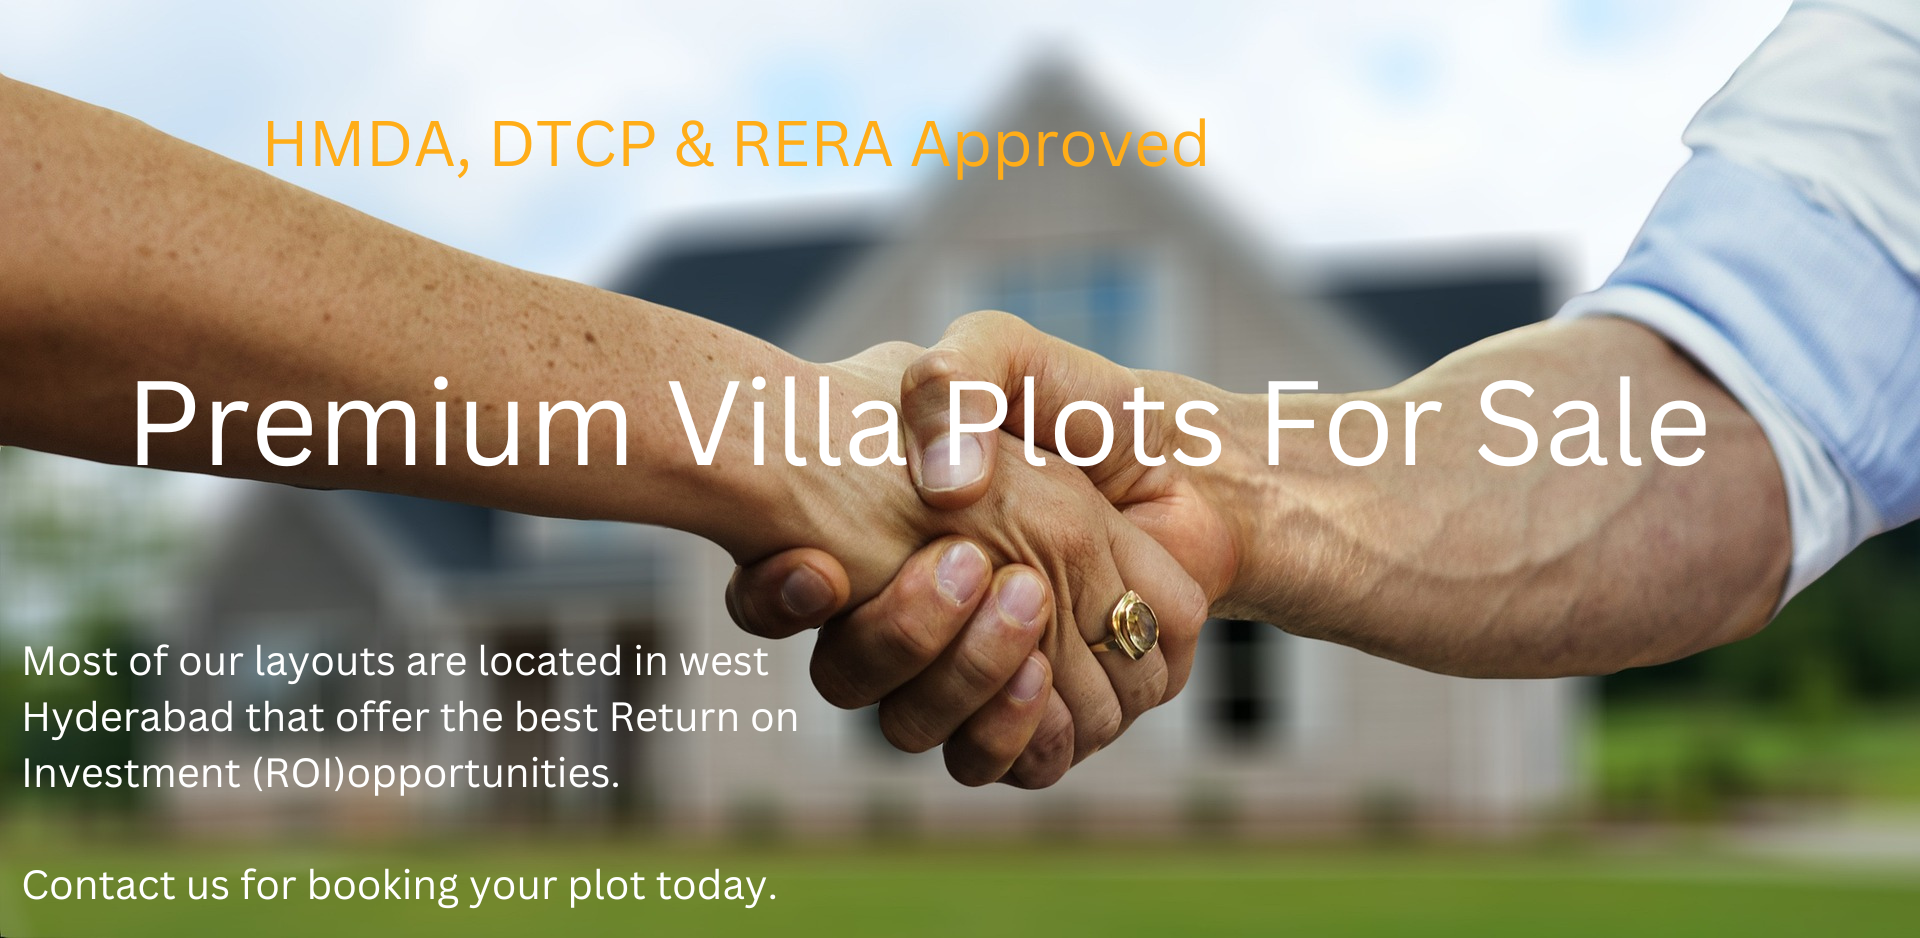 HMDA, DTCP & RERA Approved
Premium Villa Plots For Sale
Most of our layouts are located in west
Hyderabad that offer the best Return on
Investment (ROI)opportunities.
Contact us for booking your plot today.